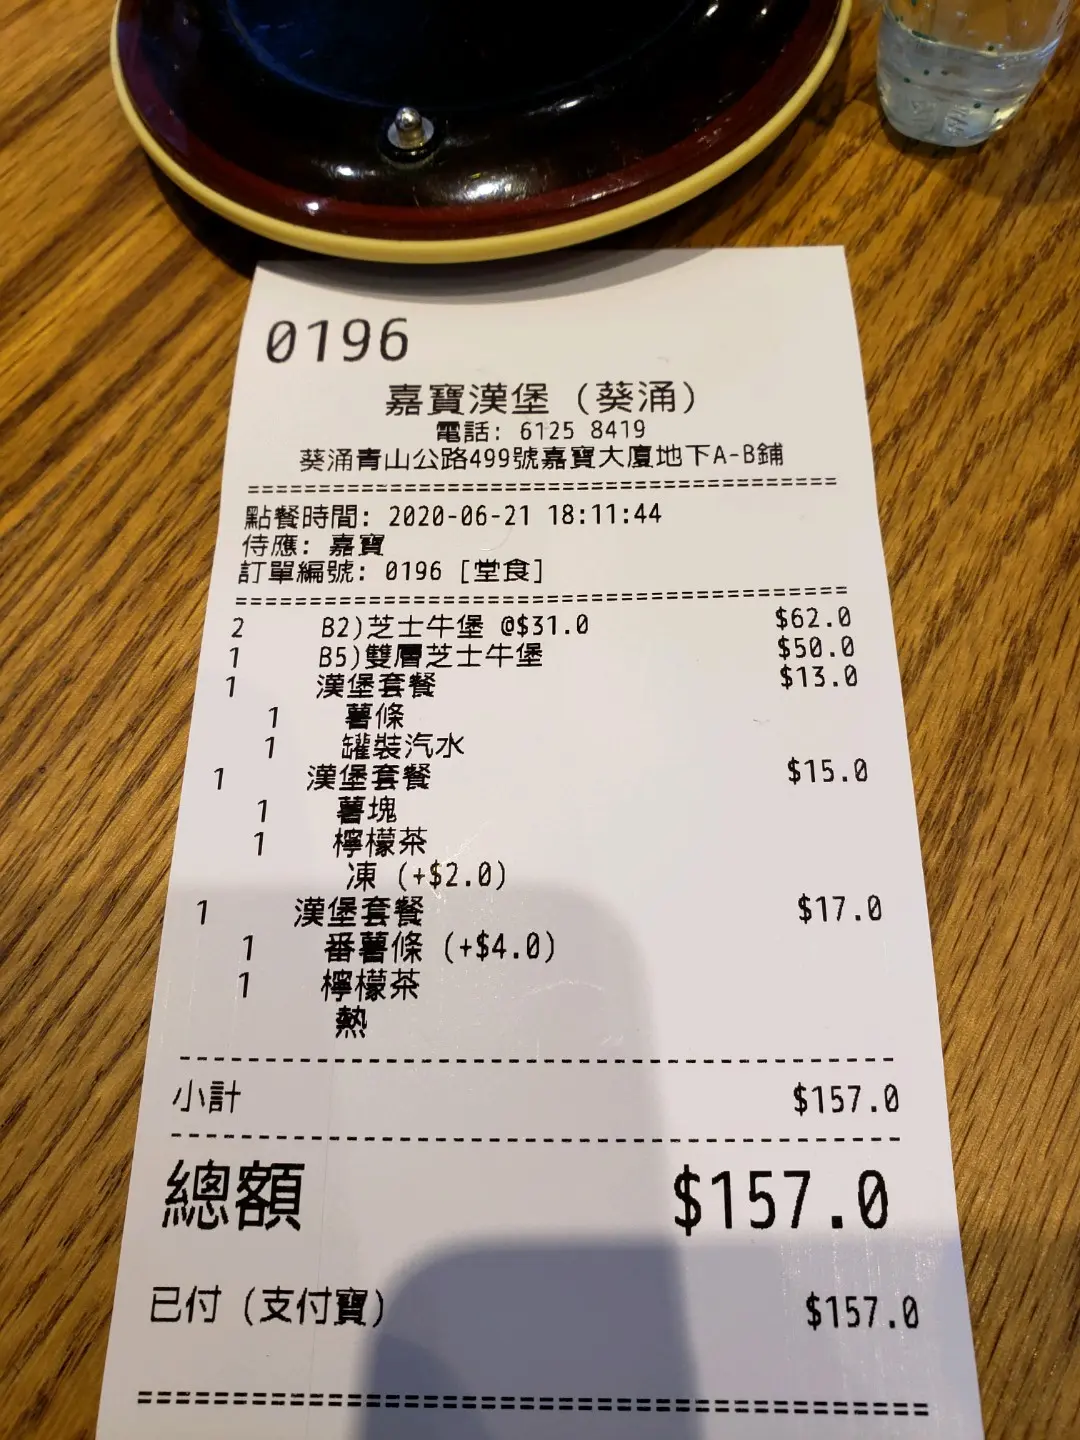 0196
嘉寶漢堡 (葵涌)
電話: 6125 8419
葵涌青山公路499號嘉寶大廈地下A-B鋪
點餐時間: 2020-06-21 18:11:44
侍應: 嘉寶
訂單編號: 0196 [堂食]
2 B2)芝士牛堡 @$31.0 $62.0
1 B5)雙層芝士牛堡 $50.0
1 漢堡套餐 $13.0
1 薯條
1 罐裝汽水
1 漢堡套餐 $15.0
1 薯塊
1 檸檬茶
凍 (+$2.0)
1 漢堡套餐 $17.0
1 番薯條 (+$4.0)
1 檸檬茶
熱
小計 $157.0
總額 $157.0
已付 (支付寶) $157.0